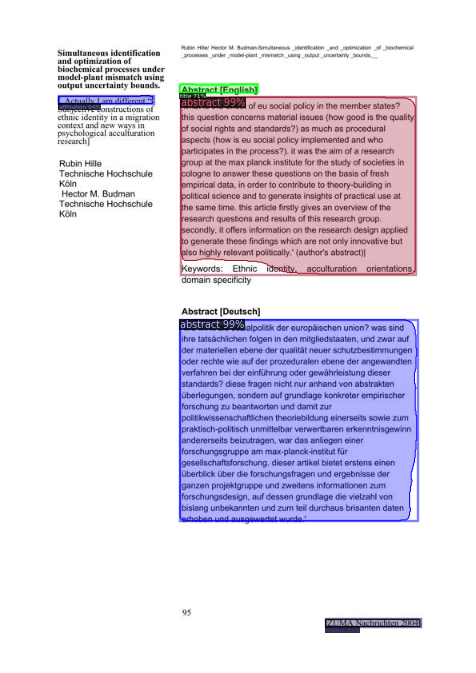 Rubin Hille/ Hector M. Budman-Simultaneous _identification _and _optimization _of _biochemical
_processes _under _model-plant _mismatch _using _output _uncertainty _bounds.__
Simultaneous identification
and optimization of
biochemical processes under
model-plant mismatch using
output uncertainty bounds.
„Actually I am different."
Subjective constructions of
ethnic identity in a migration
context and new ways in
psychological acculturation
research]
Rubin Hille
Technische Hochschule
Köln
Hector M. Budman
Technische Hochschule
Köln
Abstract [English]
abstract 99% of eu social policy in the member states?
this question concerns material issues (how good is the quality
of social rights and standards?) as much as procedural
aspects (how is eu social policy implemented and who
participates in the process?). it was the aim of a research
group at the max planck institute for the study of societies in
cologne to answer these questions on the basis of fresh
empirical data, in order to contribute to theory-building in
political science and to generate insights of practical use at
the same time. this article firstly gives an overview of the
research questions and results of this research group.
secondly, it offers information on the research design applied
to generate these findings which are not only innovative but
also highly relevant politically.' (author's abstract)|
Keywords: Ethnic identity, acculturation orientations,
domain specificity
Abstract [Deutsch]
abstract 99% alpolitik der europäischen union? was sind
ihre tatsächlichen folgen in den mitgliedstaaten, und zwar auf
der materiellen ebene der qualität neuer schutzbestimmungen
oder rechte wie auf der prozeduralen ebene der angewandten
verfahren bei der einführung oder gewährleistung dieser
standards? diese fragen nicht nur anhand von abstrakten
überlegungen, sondern auf grundlage konkreter empirischer
forschung zu beantworten und damit zur
politikwissenschaftlichen theoriebildung einerseits sowie zum
praktisch-politisch unmittelbar verwertbaren erkenntnisgewinn
andererseits beizutragen, war das anliegen einer
forschungsgruppe am max-planck-institut für
gesellschaftsforschung. dieser artikel bietet erstens einen
überblick über die forschungsfragen und ergebnisse der
ganzen projektgruppe und zweitens informationen zum
forschungsdesign, auf dessen grundlage die vielzahl von
bislang unbekannten und zum teil durchaus brisanten daten
erhoben und ausgewertet wurde.'
95
ZUMA Nachrichten 2003